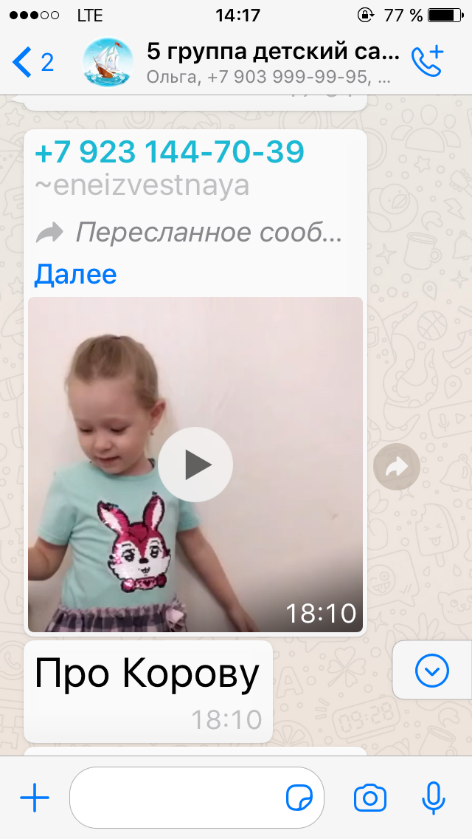 LTE 14:17 77 %
2 5 группа детский са...
Ольга, +7 903 999-99-95, ...
+7 923 144-70-39
~eneizvestnaya
Пересланное сооб...
Далее
18:10
Про Корову
18:10